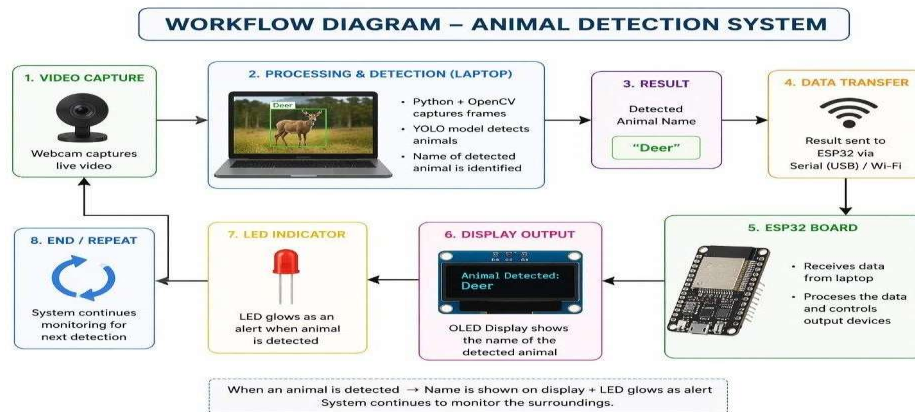 WORKFLOW DIAGRAM – ANIMAL DETECTION SYSTEM
1. VIDEO CAPTURE
Webcam captures
live video
2. PROCESSING & DETECTION (LAPTOP)
Deer
• Python + OpenCV
captures frames
• YOLO model detects
animals
• Name of detected
animal is identified
3. RESULT
Detected
Animal Name
“Deer”
4. DATA TRANSFER
Result sent to
ESP32 via
Serial (USB) / Wi-Fi
5. ESP32 BOARD
• Receives data
from laptop
• Proceses the data
and controls
output devices
6. DISPLAY OUTPUT
Animal Detected:
Deer
OLED Display shows
the name of the
detected animal
7. LED INDICATOR
LED glows as an
alert when animal
is detected
8. END / REPEAT
System continues
monitoring for
next detection
When an animal is detected → Name is shown on display + LED glows as alert
System continues to monitor the surroundings.